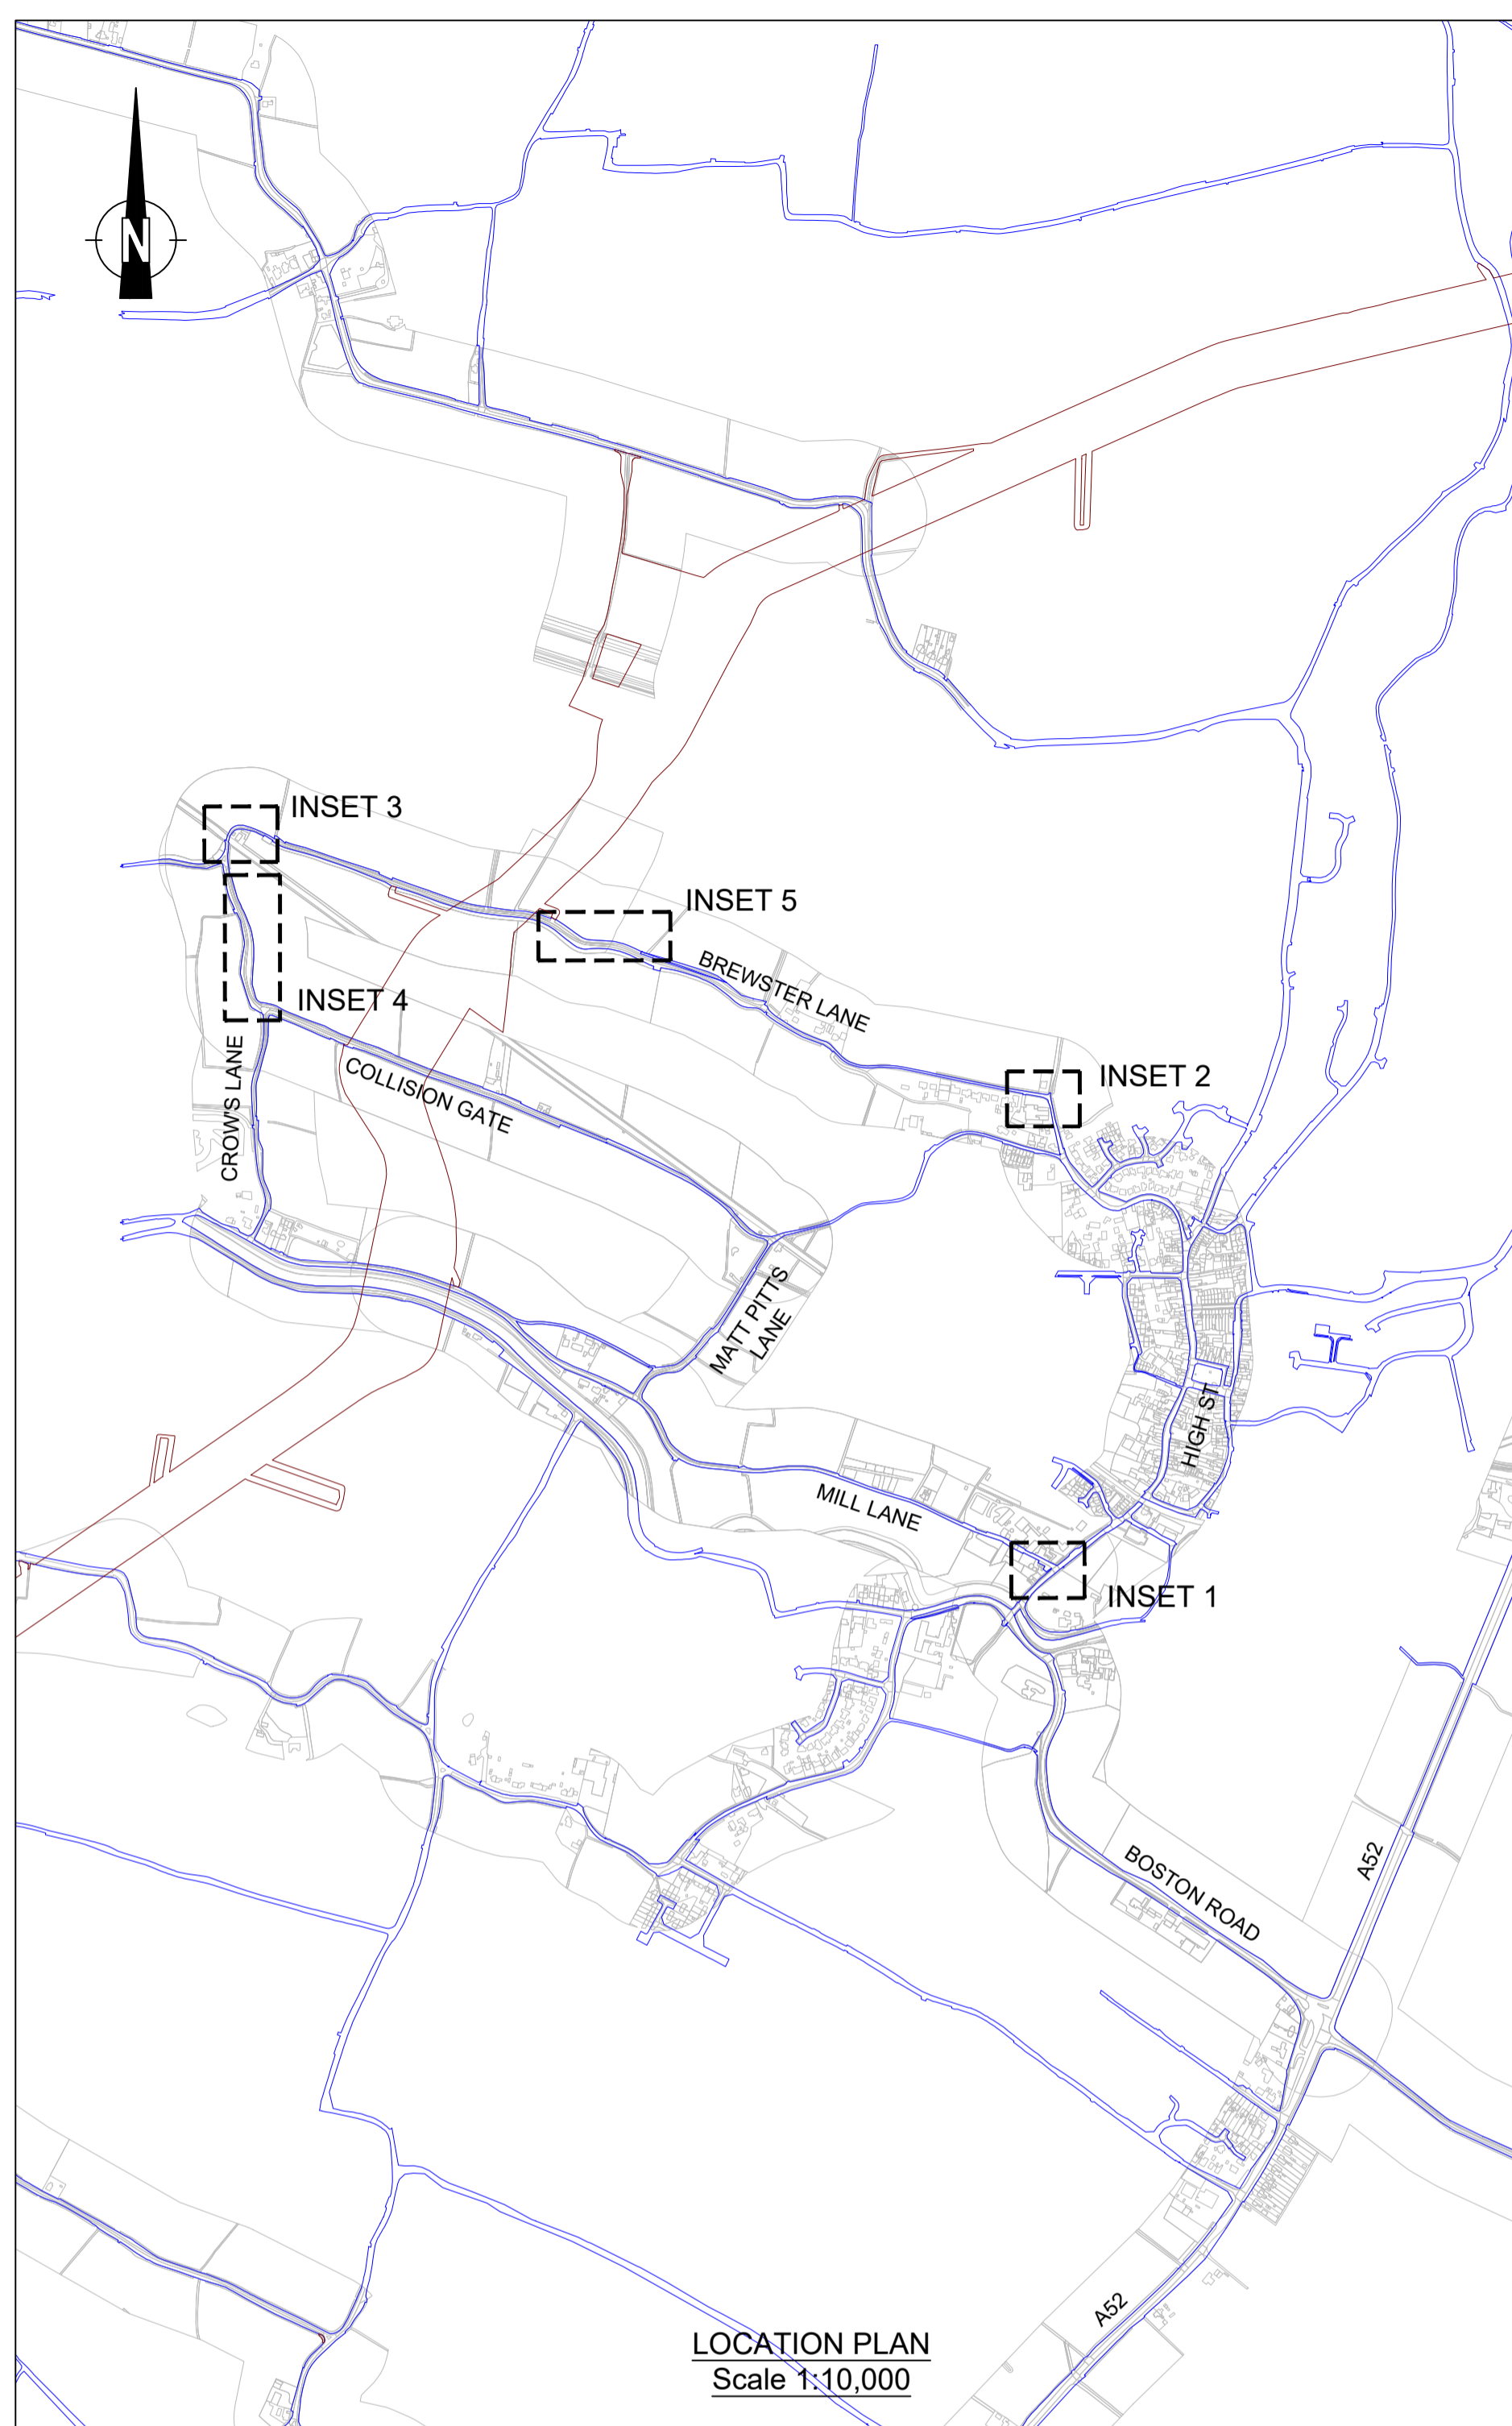 N
INSET 3
INSET 5
BREWSTER LANE
INSET 4
CROW'S LANE
COLLISION GATE
INSET 2
MATT PITTS
LANE
HIGH ST
MILL LANE
INSET 1
BOSTON ROAD
A52
A52
LOCATION PLAN
Scale 1:10,000